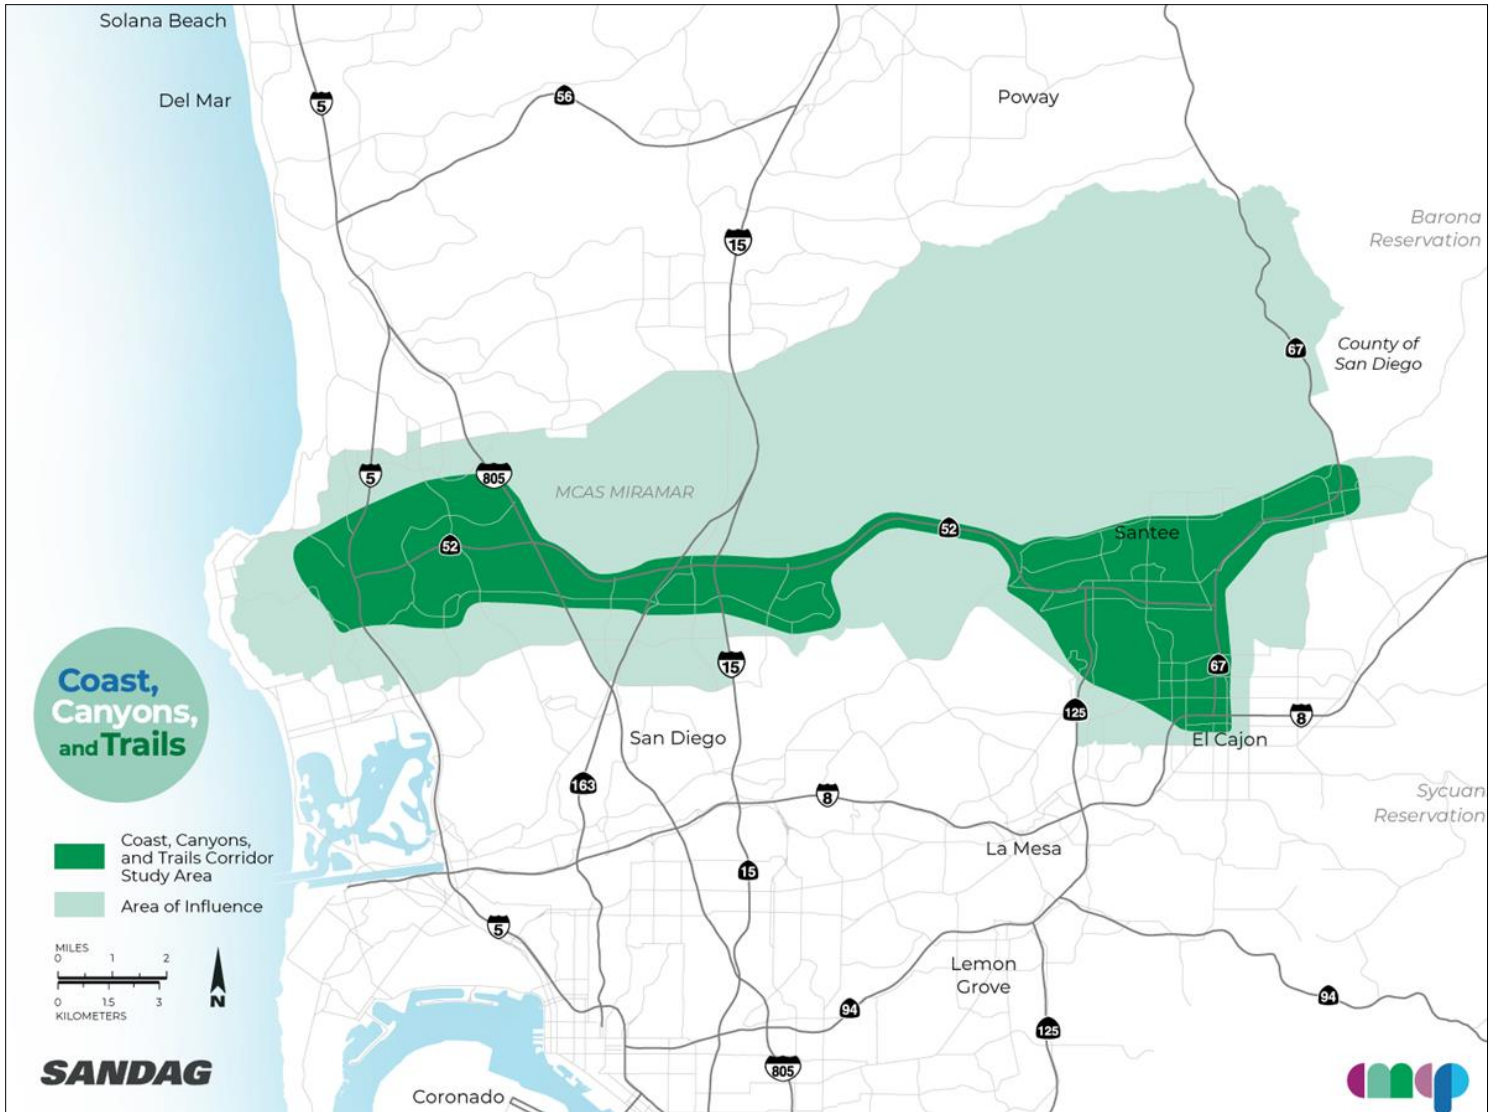 Solana Beach
Del Mar
5
56
Poway
15
Barona
Reservation
67
County of
San Diego
5
805
MCAS MIRAMAR
52
52
Santee
15
67
125
8
El Cajon
San Diego
Coast,
Canyons,
and Trails
163
8
Sycuan
Reservation
La Mesa
15
Coast, Canyons,
and Trails Corridor
Study Area
Area of Influence
5
MILES
0 1 2
0 1.5 3
KILOMETERS
N
Lemon
Grove
94
94
125
805
SANDAG
Coronado
cmcp